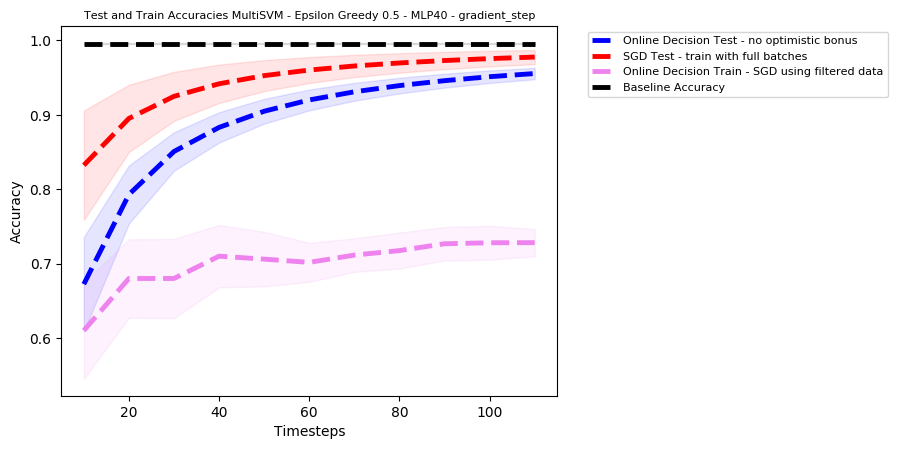 Test and Train Accuracies MultiSVM - Epsilon Greedy 0.5 - MLP40 - gradient_step
1.0
0.9
0.8
0.7
0.6
Accuracy
20
40
60
80
100
Timesteps
Online Decision Test - no optimistic bonus
SGD Test - train with full batches
Online Decision Train - SGD using filtered data
Baseline Accuracy